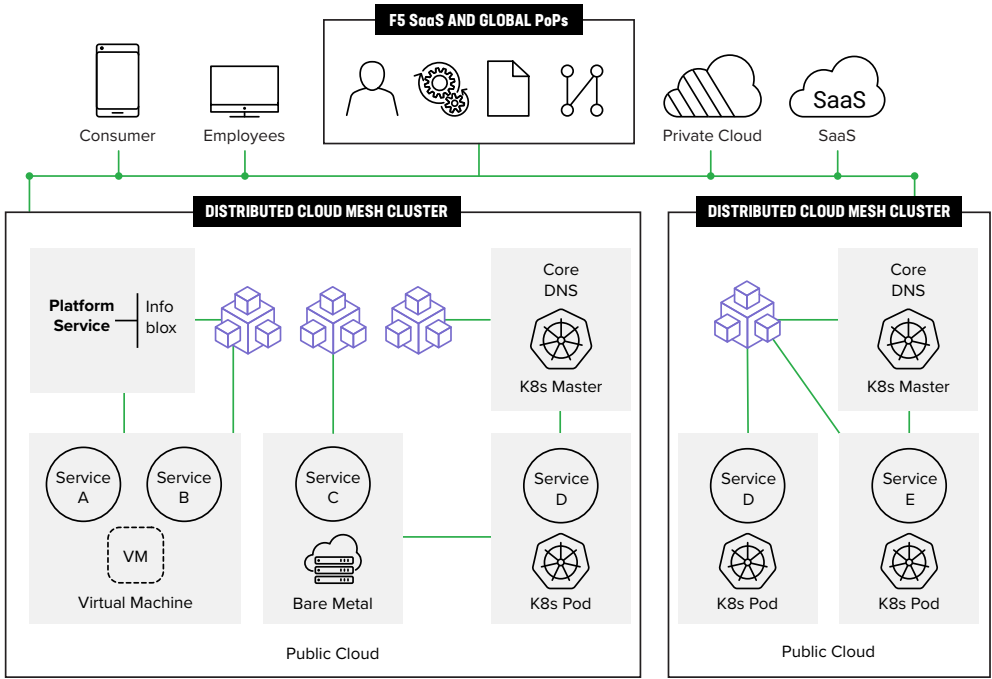 F5 SaaS AND GLOBAL PoPs
Consumer
Employees
Private Cloud
SaaS
SaaS
DISTRIBUTED CLOUD MESH CLUSTER
Platform
Service
Info
blox
Core
DNS
K8s Master
Service
A
Service
B
VM
Virtual Machine
Service
C
Bare Metal
Service
D
K8s Pod
Public Cloud
DISTRIBUTED CLOUD MESH CLUSTER
Core
DNS
K8s Master
Service
D
K8s Pod
Service
E
K8s Pod
Public Cloud